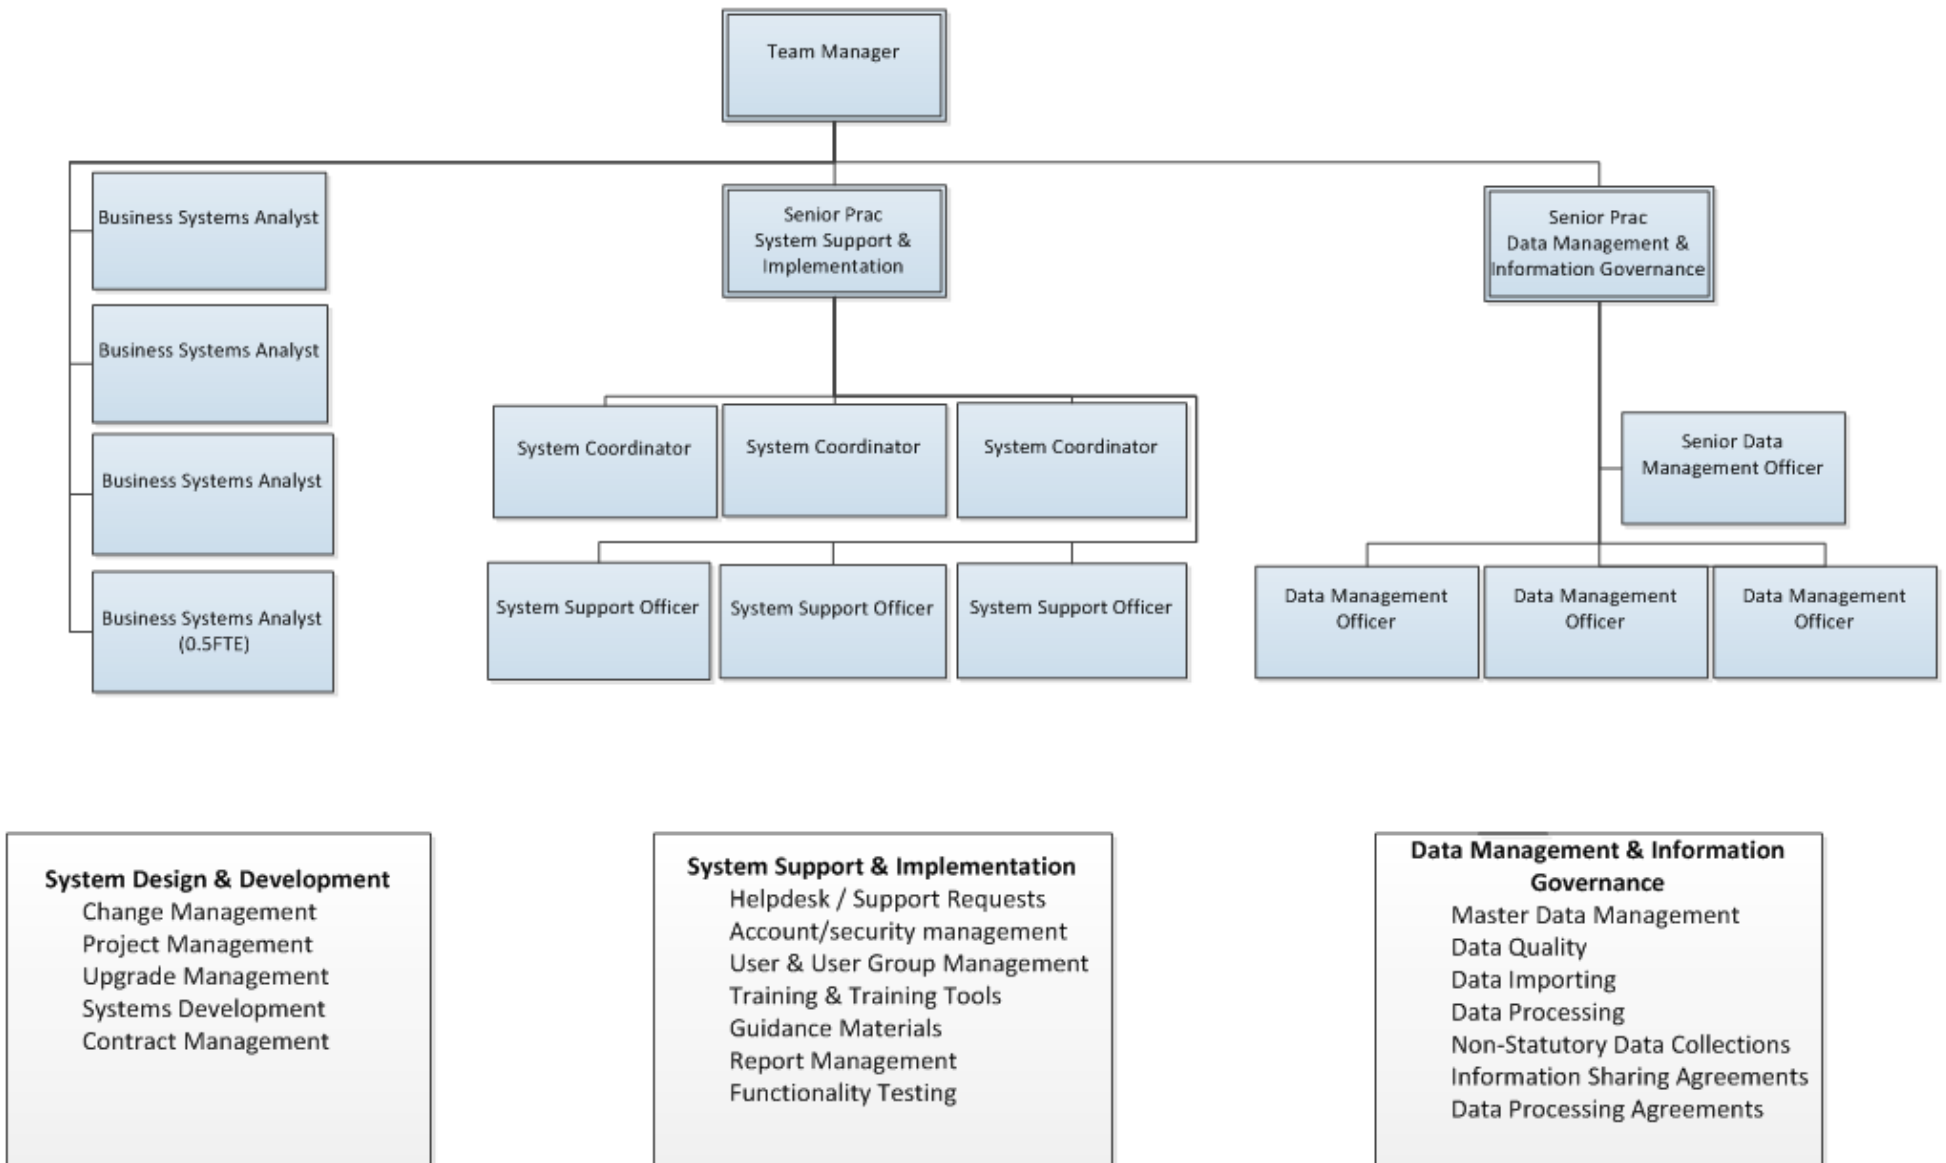 Team Manager
Business Systems Analyst
Senior Prac
System Support &
Implementation
Senior Prac
Data Management &
Information Governance
Business Systems Analyst
Business Systems Analyst
Business Systems Analyst
(0.5FTE)
System Coordinator
System Coordinator
System Coordinator
System Support Officer
System Support Officer
System Support Officer
Senior Data
Management Officer
Data Management
Officer
Data Management
Officer
Data Management
Officer
System Design & Development
Change Management
Project Management
Upgrade Management
Systems Development
Contract Management
System Support & Implementation
Helpdesk / Support Requests
Account/security management
User & User Group Management
Training & Training Tools
Guidance Materials
Report Management
Functionality Testing
Data Management & Information
Governance
Master Data Management
Data Quality
Data Importing
Data Processing
Non-Statutory Data Collections
Information Sharing Agreements
Data Processing Agreements